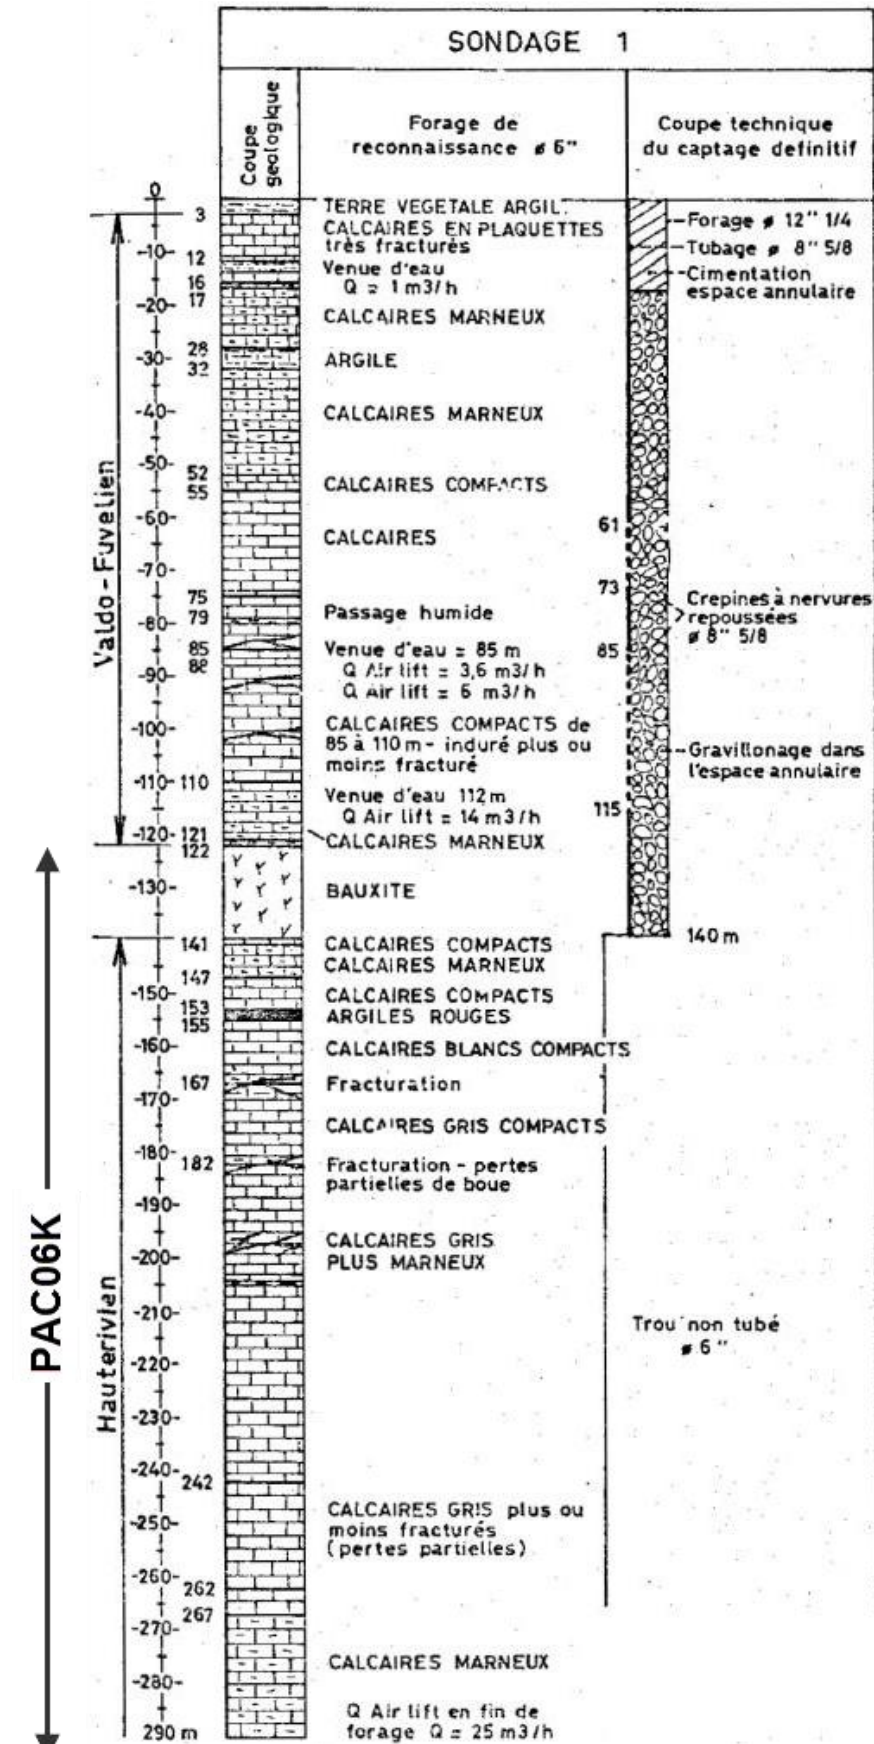 SONDAGE 1
Coupe
geologique
Forage de
reconnaissance ø 6"
Coupe technique
du captage definitif
0
3
-10-
12
16
17
-20-
28
-30-
32
-40-
-50-
52
55
-60-
-70-
75
79
-80-
85
88
-90-
-100-
-110-
110
-120-
121
122
-130-
141
147
-150-
153
155
-160-
167
-170-
-180-
182
-190-
-200-
-210-
-220-
-230-
-240-
242
-250-
-260-
262
267
-270-
-280-
290 m
Valdo - Fuvelien
Hauterivien
PAC06K
TERRE VEGETALE ARGIL.
CALCAIRES EN PLAQUETTES
très fracturés
Venue d'eau
Q = 1 m3/h
CALCAIRES MARNEUX
ARGILE
CALCAIRES MARNEUX
CALCAIRES COMPACTS
CALCAIRES
Passage humide
Venue d'eau = 85 m
Q Air lift = 3,6 m3/h
Q Air lift = 6 m3/h
CALCAIRES COMPACTS de
85 à 110 m - induré plus ou
moins fracturé
Venue d'eau 112 m
Q Air lift = 14 m3/h
CALCAIRES MARNEUX
BAUXITE
CALCAIRES COMPACTS
CALCAIRES MARNEUX
CALCAIRES COMPACTS
ARGILES ROUGES
CALCAIRES BLANCS COMPACTS
Fracturation
CALCAIRES GRIS COMPACTS
Fracturation - pertes
partielles de boue
CALCAIRES GRIS
PLUS MARNEUX
CALCAIRES GRIS plus ou
moins fracturés
(pertes partielles)
CALCAIRES MARNEUX
Q Air lift en fin de
forage Q = 25 m3/h
Forage ø 12" 1/4
Tubage ø 8" 5/8
Cimentation
espace annulaire
61
73
85
115
Crepines à nervures
repoussées
ø 8" 5/8
Gravillonage dans
l'espace annulaire
140 m
Trou non tubé
ø 6"